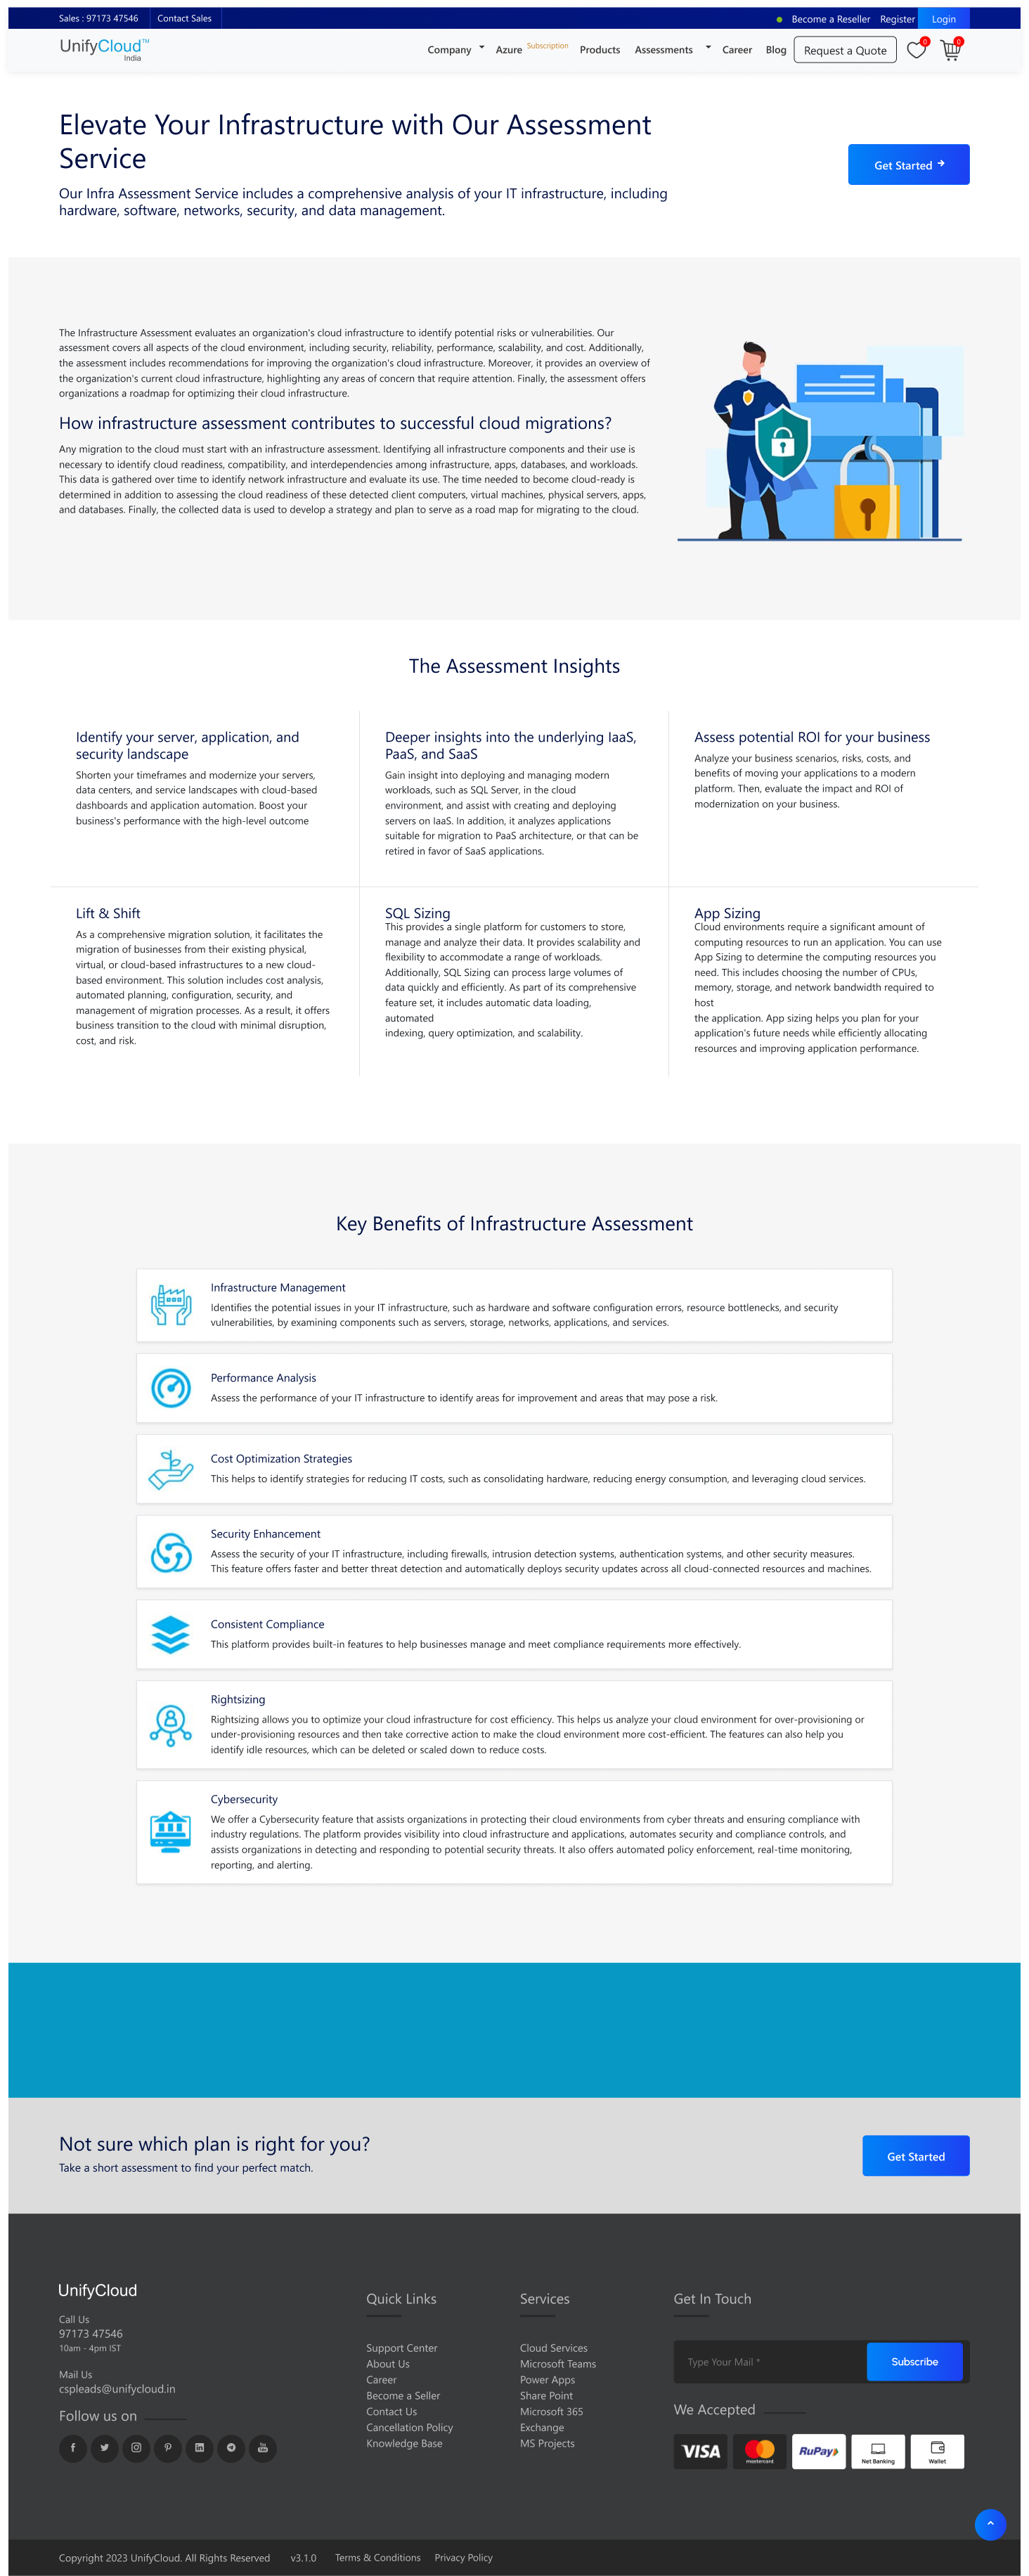 Sales : 97173 47546 Contact Sales
Become a Reseller Register Login
UnifyCloud™
India
Company Azure Subscription Products Assessments Career Blog Request a Quote 0 0
Elevate Your Infrastructure with Our Assessment
Service
Our Infra Assessment Service includes a comprehensive analysis of your IT infrastructure, including
hardware, software, networks, security, and data management.
Get Started
The Infrastructure Assessment evaluates an organization's cloud infrastructure to identify potential risks or vulnerabilities. Our
assessment covers all aspects of the cloud environment, including security, reliability, performance, scalability, and cost. Additionally,
the assessment includes recommendations for improving the organization's cloud infrastructure. Moreover, it provides an overview of
the organization's current cloud infrastructure, highlighting any areas of concern that require attention. Finally, the assessment offers
organizations a roadmap for optimizing their cloud infrastructure.
How infrastructure assessment contributes to successful cloud migrations?
Any migration to the cloud must start with an infrastructure assessment. Identifying all infrastructure components and their use is
necessary to identify cloud readiness, compatibility, and interdependencies among infrastructure, apps, databases, and workloads.
This data is gathered over time to identify network infrastructure and evaluate its use. The time needed to become cloud-ready is
determined in addition to assessing the cloud readiness of these detected client computers, virtual machines, physical servers, apps,
and databases. Finally, the collected data is used to develop a strategy and plan to serve as a road map for migrating to the cloud.
The Assessment Insights
Identify your server, application, and
security landscape
Shorten your timeframes and modernize your servers,
data centers, and service landscapes with cloud-based
dashboards and application automation. Boost your
business's performance with the high-level outcome
Deeper insights into the underlying IaaS,
PaaS, and SaaS
Gain insight into deploying and managing modern
workloads, such as SQL Server, in the cloud
environment, and assist with creating and deploying
servers on IaaS. In addition, it analyzes applications
suitable for migration to PaaS architecture, or that can be
retired in favor of SaaS applications.
Assess potential ROI for your business
Analyze your business scenarios, risks, costs, and
benefits of moving your applications to a modern
platform. Then, evaluate the impact and ROI of
modernization on your business.
Lift & Shift
As a comprehensive migration solution, it facilitates the
migration of businesses from their existing physical,
virtual, or cloud-based infrastructures to a new cloud-
based environment. This solution includes cost analysis,
automated planning, configuration, security, and
management of migration processes. As a result, it offers
business transition to the cloud with minimal disruption,
cost, and risk.
SQL Sizing
This provides a single platform for customers to store,
manage and analyze their data. It provides scalability and
flexibility to accommodate a range of workloads.
Additionally, SQL Sizing can process large volumes of
data quickly and efficiently. As part of its comprehensive
feature set, it includes automatic data loading,
automated
indexing, query optimization, and scalability.
App Sizing
Cloud environments require a significant amount of
computing resources to run an application. You can use
App Sizing to determine the computing resources you
need. This includes choosing the number of CPUs,
memory, storage, and network bandwidth required to
host
the application. App sizing helps you plan for your
application's future needs while efficiently allocating
resources and improving application performance.
Key Benefits of Infrastructure Assessment
Infrastructure Management
Identifies the potential issues in your IT infrastructure, such as hardware and software configuration errors, resource bottlenecks, and security
vulnerabilities, by examining components such as servers, storage, networks, applications, and services.
Performance Analysis
Assess the performance of your IT infrastructure to identify areas for improvement and areas that may pose a risk.
Cost Optimization Strategies
This helps to identify strategies for reducing IT costs, such as consolidating hardware, reducing energy consumption, and leveraging cloud services.
Security Enhancement
Assess the security of your IT infrastructure, including firewalls, intrusion detection systems, authentication systems, and other security measures.
This feature offers faster and better threat detection and automatically deploys security updates across all cloud-connected resources and machines.
Consistent Compliance
This platform provides built-in features to help businesses manage and meet compliance requirements more effectively.
Rightsizing
Rightsizing allows you to optimize your cloud infrastructure for cost efficiency. This helps us analyze your cloud environment for over-provisioning or
under-provisioning resources and then take corrective action to make the cloud environment more cost-efficient. The features can also help you
identify idle resources, which can be deleted or scaled down to reduce costs.
Cybersecurity
We offer a Cybersecurity feature that assists organizations in protecting their cloud environments from cyber threats and ensuring compliance with
industry regulations. The platform provides visibility into cloud infrastructure and applications, automates security and compliance controls, and
assists organizations in detecting and responding to potential security threats. It also offers automated policy enforcement, real-time monitoring,
reporting, and alerting.
Not sure which plan is right for you?
Take a short assessment to find your perfect match.
Get Started
UnifyCloud
Call Us
97173 47546
10am - 4pm IST
Mail Us
cspleads@unifycloud.in
Follow us on
Quick Links
Support Center
About Us
Career
Become a Seller
Contact Us
Cancellation Policy
Knowledge Base
Services
Cloud Services
Microsoft Teams
Power Apps
Share Point
Microsoft 365
Exchange
MS Projects
Get In Touch
Type Your Mail *
Subscribe
We Accepted
VISA
mastercard
RuPay
Net Banking
Wallet
Copyright 2023 UnifyCloud. All Rights Reserved v3.1.0 Terms & Conditions Privacy Policy